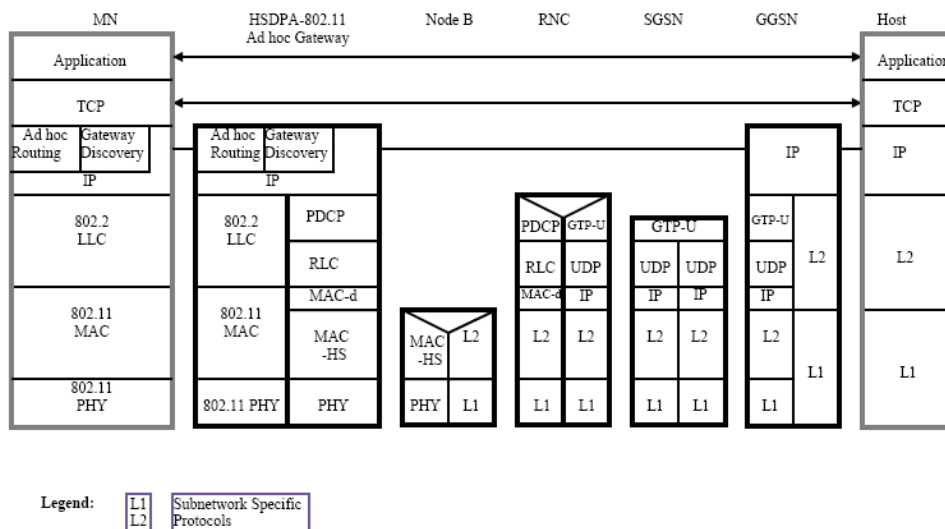 MN
HSDPA-802.11
Ad hoc Gateway
Node B
RNC
SGSN
GGSN
Host
Application
Application
TCP
TCP
Ad hoc
Routing
Gateway
Discovery
IP
Ad hoc
Routing
Gateway
Discovery
IP
IP
IP
802.2
LLC
802.2
LLC
PDCP
RLC
MAC-d
PDCP
GTP-U
RLC
UDP
MAC-d
IP
GTP-U
UDP
UDP
IP
IP
GTP-U
UDP
IP
L2
L2
802.11
MAC
802.11
MAC
MAC
-HS
MAC
-HS
L2
L2
L2
L2
L2
L2
L1
L1
802.11
PHY
802.11 PHY
PHY
PHY
L1
L1
L1
L1
L1
L1
Legend:
L1
L2
Subnetwork Specific
Protocols